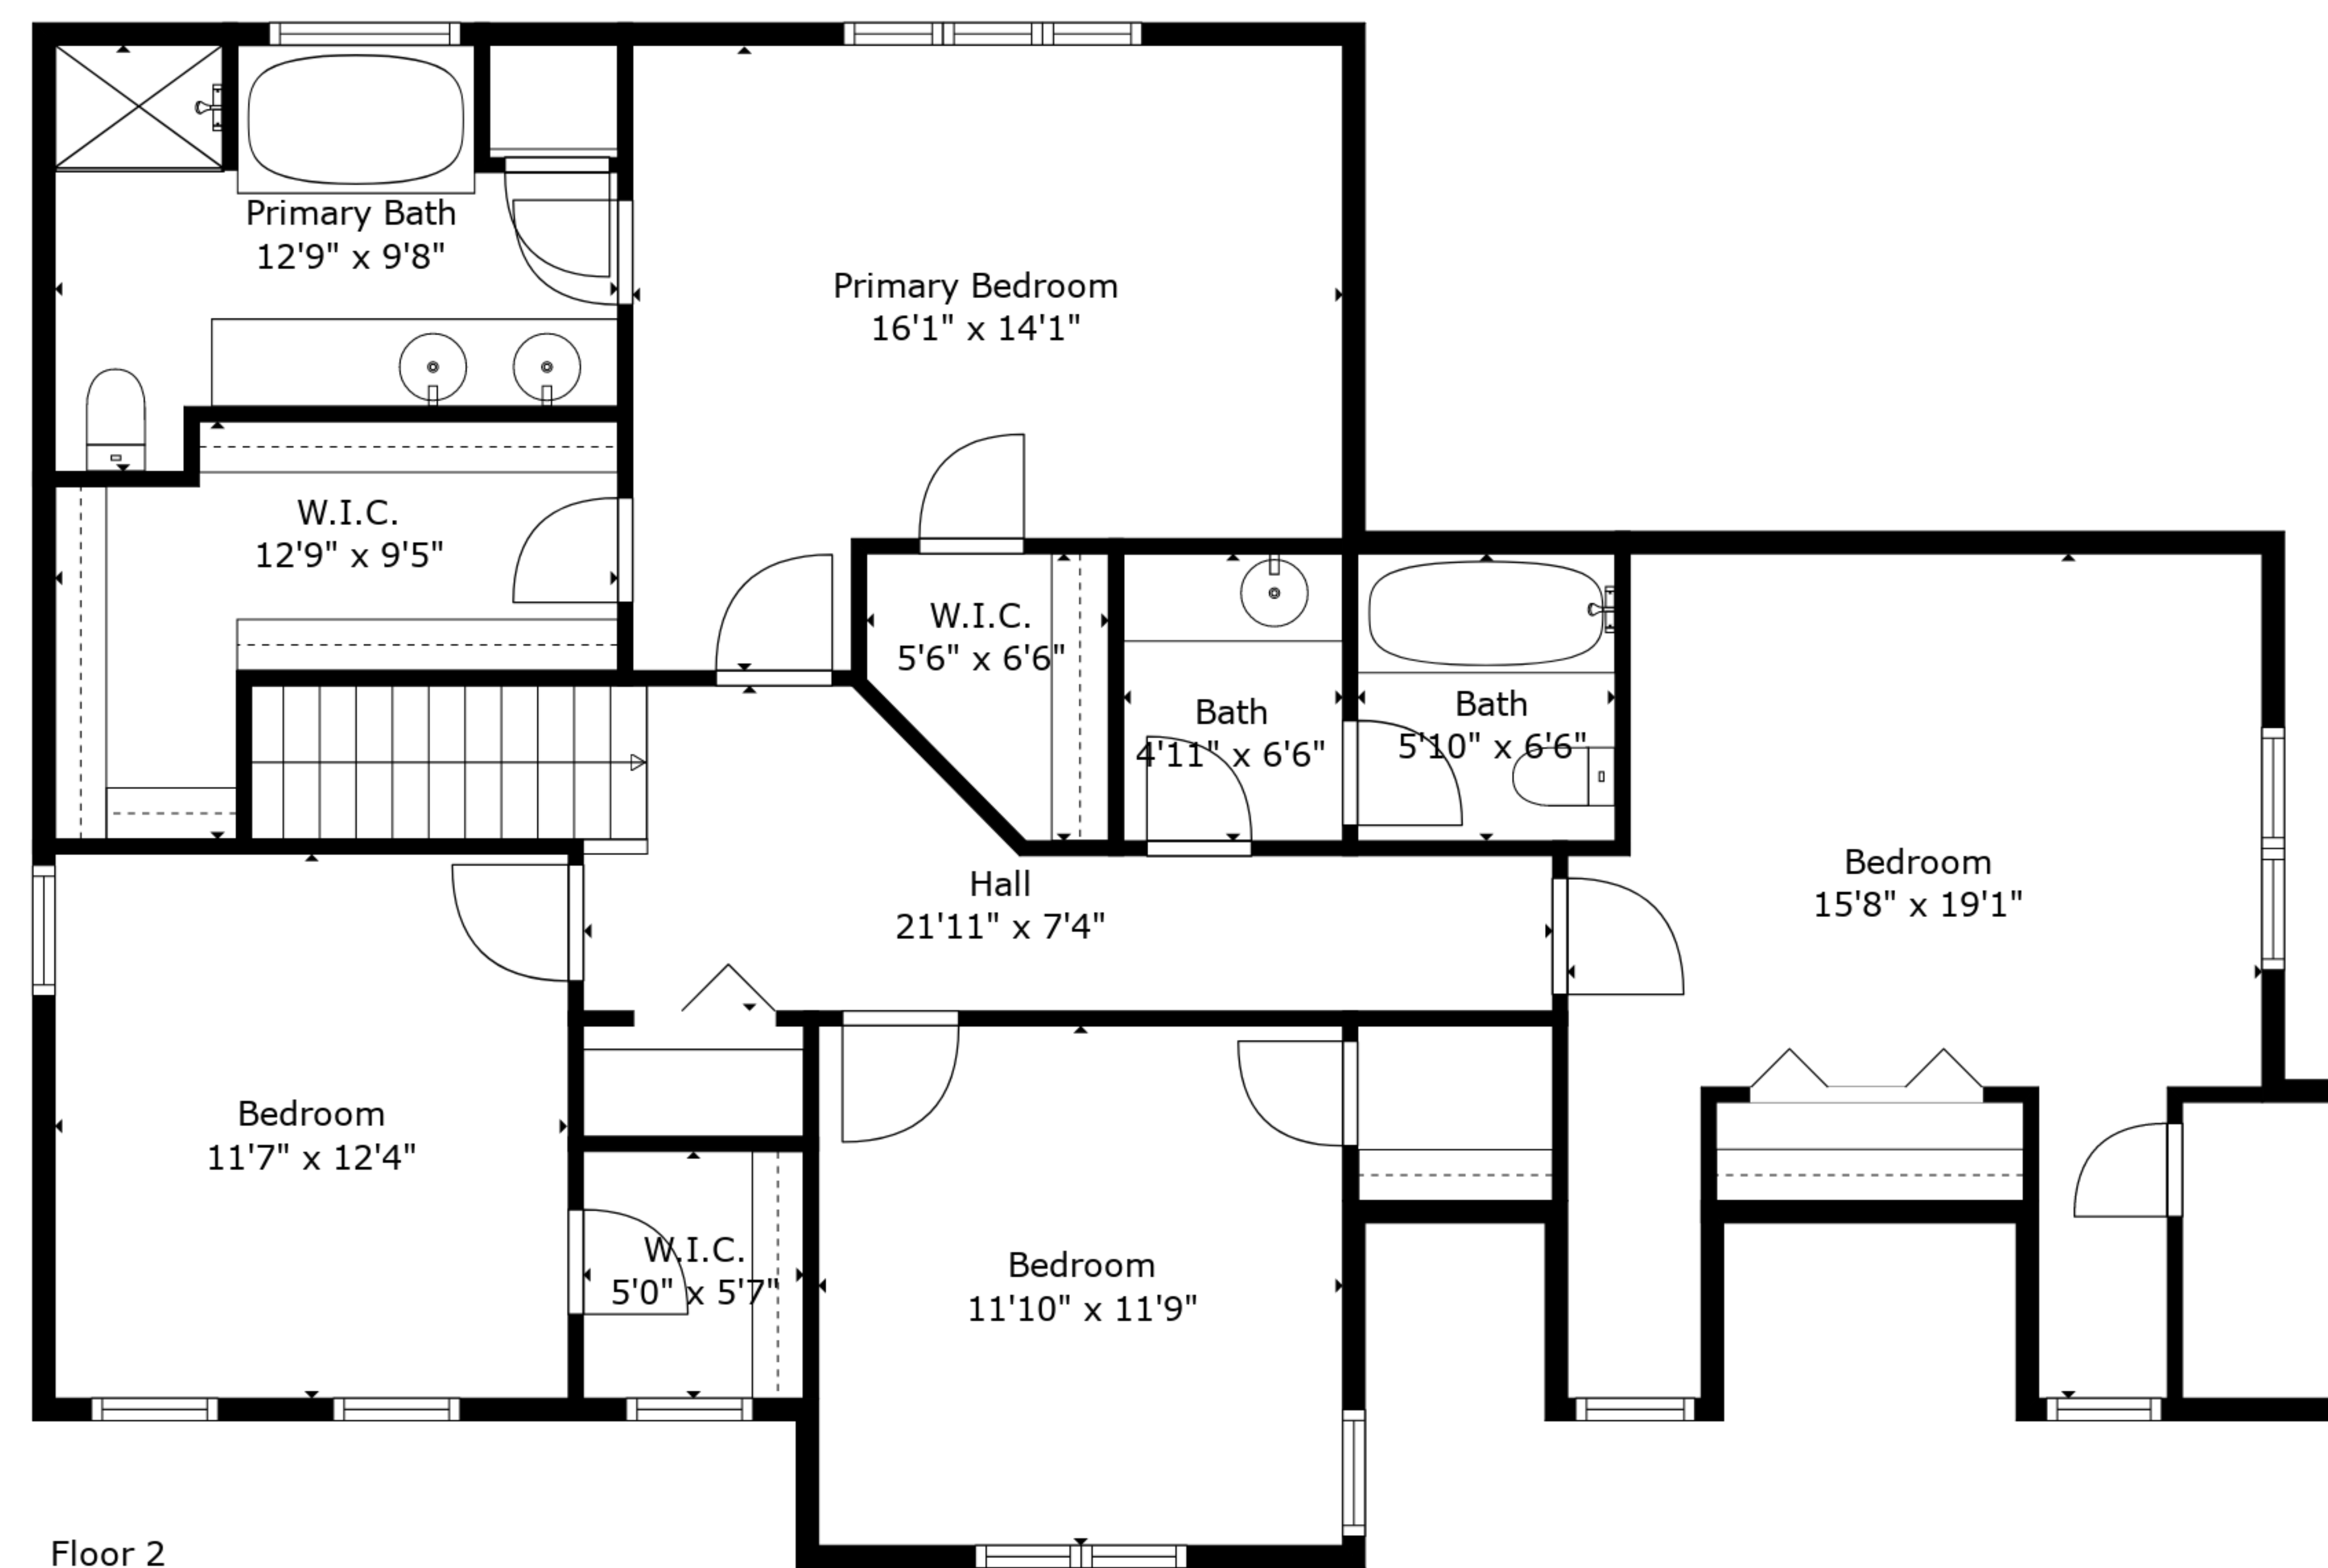 Primary Bath
12'9" x 9'8"
Primary Bedroom
16'1" x 14'1"
W.I.C.
12'9" x 9'5"
W.I.C.
5'6" x 6'6"
Bath
4'11" x 6'6"
Bath
5'10" x 6'6"
Bedroom
15'8" x 19'1"
Hall
21'11" x 7'4"
Bedroom
11'7" x 12'4"
W.I.C.
5'0" x 5'7"
Bedroom
11'10" x 11'9"
Floor 2